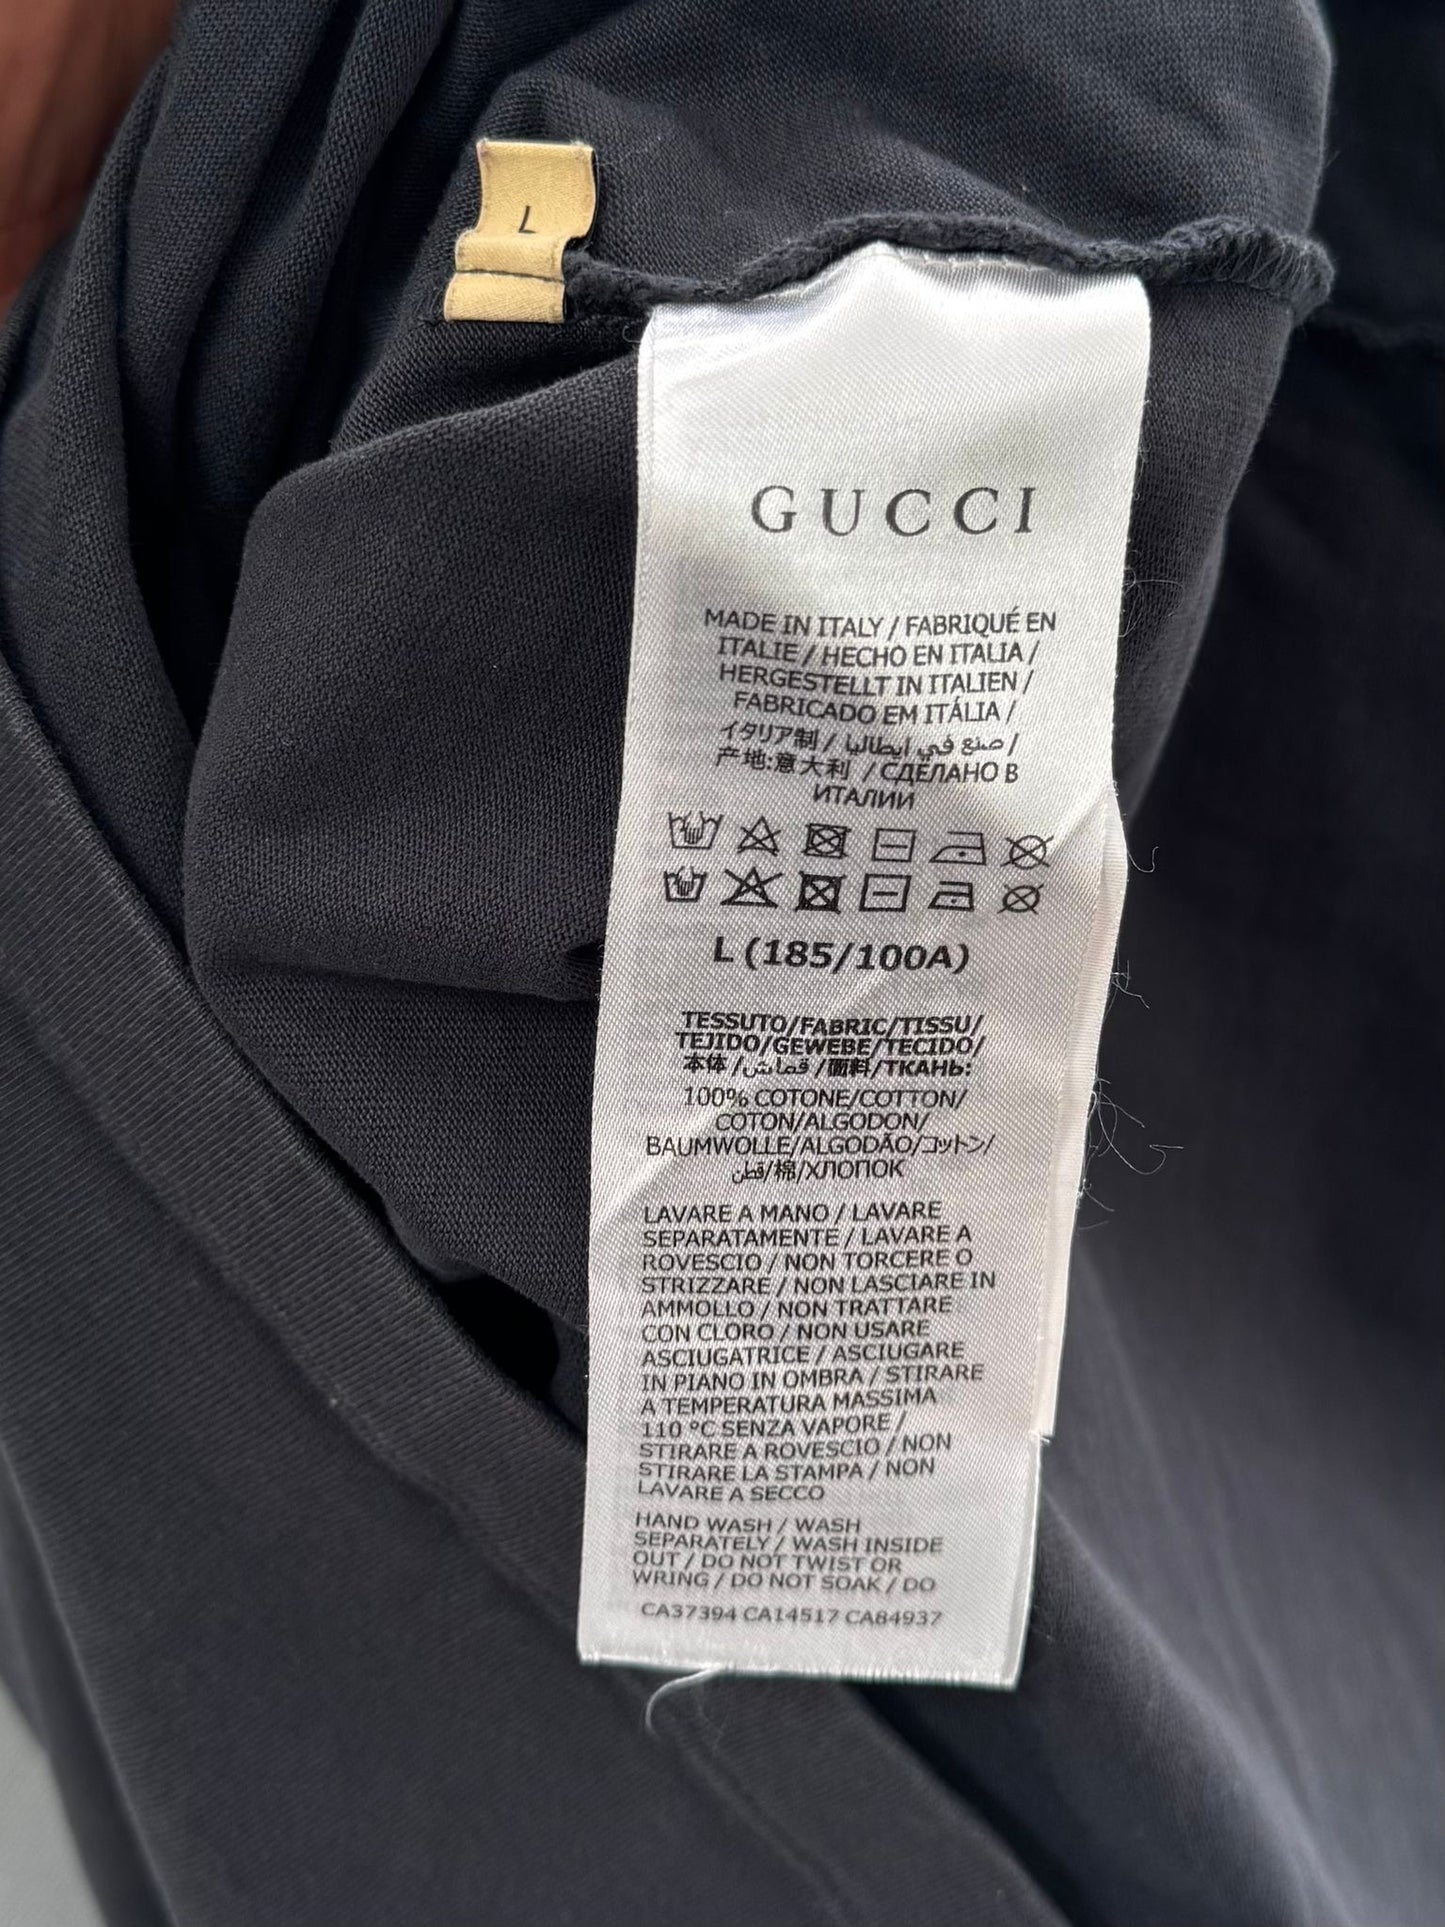 L
GUCCI
MADE IN ITALY / FABRIQUÉ EN
ITALIE / HECHO EN ITALIA /
HERGESTELLT IN ITALIEN /
FABRICADO EM ITÁLIA /
イタリア制 / صنع في ايطاليا /
产地:意大利 / СДЕЛАНО В
ИТАЛИИ
L (185/100A)
TESSUTO/FABRIC/TISSU/
TEJIDO/GEWEBE/TECIDO/
本体 /قماش /面料/ТКАНЬ:
100% COTONE/COTTON/
COTON/ALGODON/
BAUMWOLLE/ALGODÃO/コットン/
قطن/棉/ХЛОПОК
LAVARE A MANO / LAVARE
SEPARATAMENTE / LAVARE A
ROVESCIO / NON TORCERE O
STRIZZARE / NON LASCIARE IN
AMMOLLO / NON TRATTARE
CON CLORO / NON USARE
ASCIUGATRICE / ASCIUGARE
IN PIANO IN OMBRA / STIRARE
A TEMPERATURA MASSIMA
110 °C SENZA VAPORE /
STIRARE A ROVESCIO / NON
STIRARE LA STAMPA / NON
LAVARE A SECCO
HAND WASH / WASH
SEPARATELY / WASH INSIDE
OUT / DO NOT TWIST OR
WRING / DO NOT SOAK / DO
CA37394 CA14517 CA84937